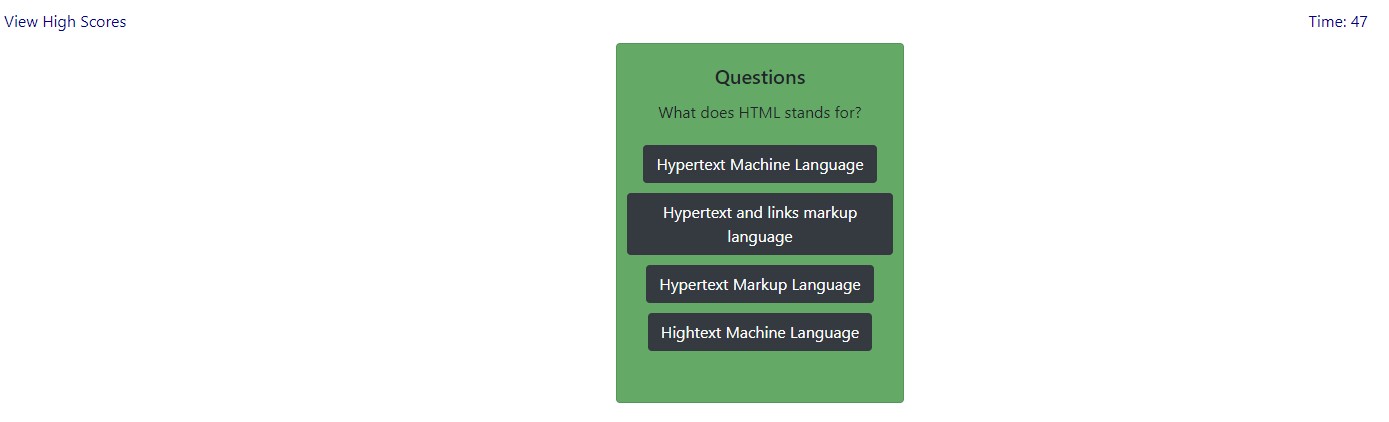 View High Scores
Time: 47
Questions
What does HTML stands for?
Hypertext Machine Language
Hypertext and links markup
language
Hypertext Markup Language
Hightext Machine Language